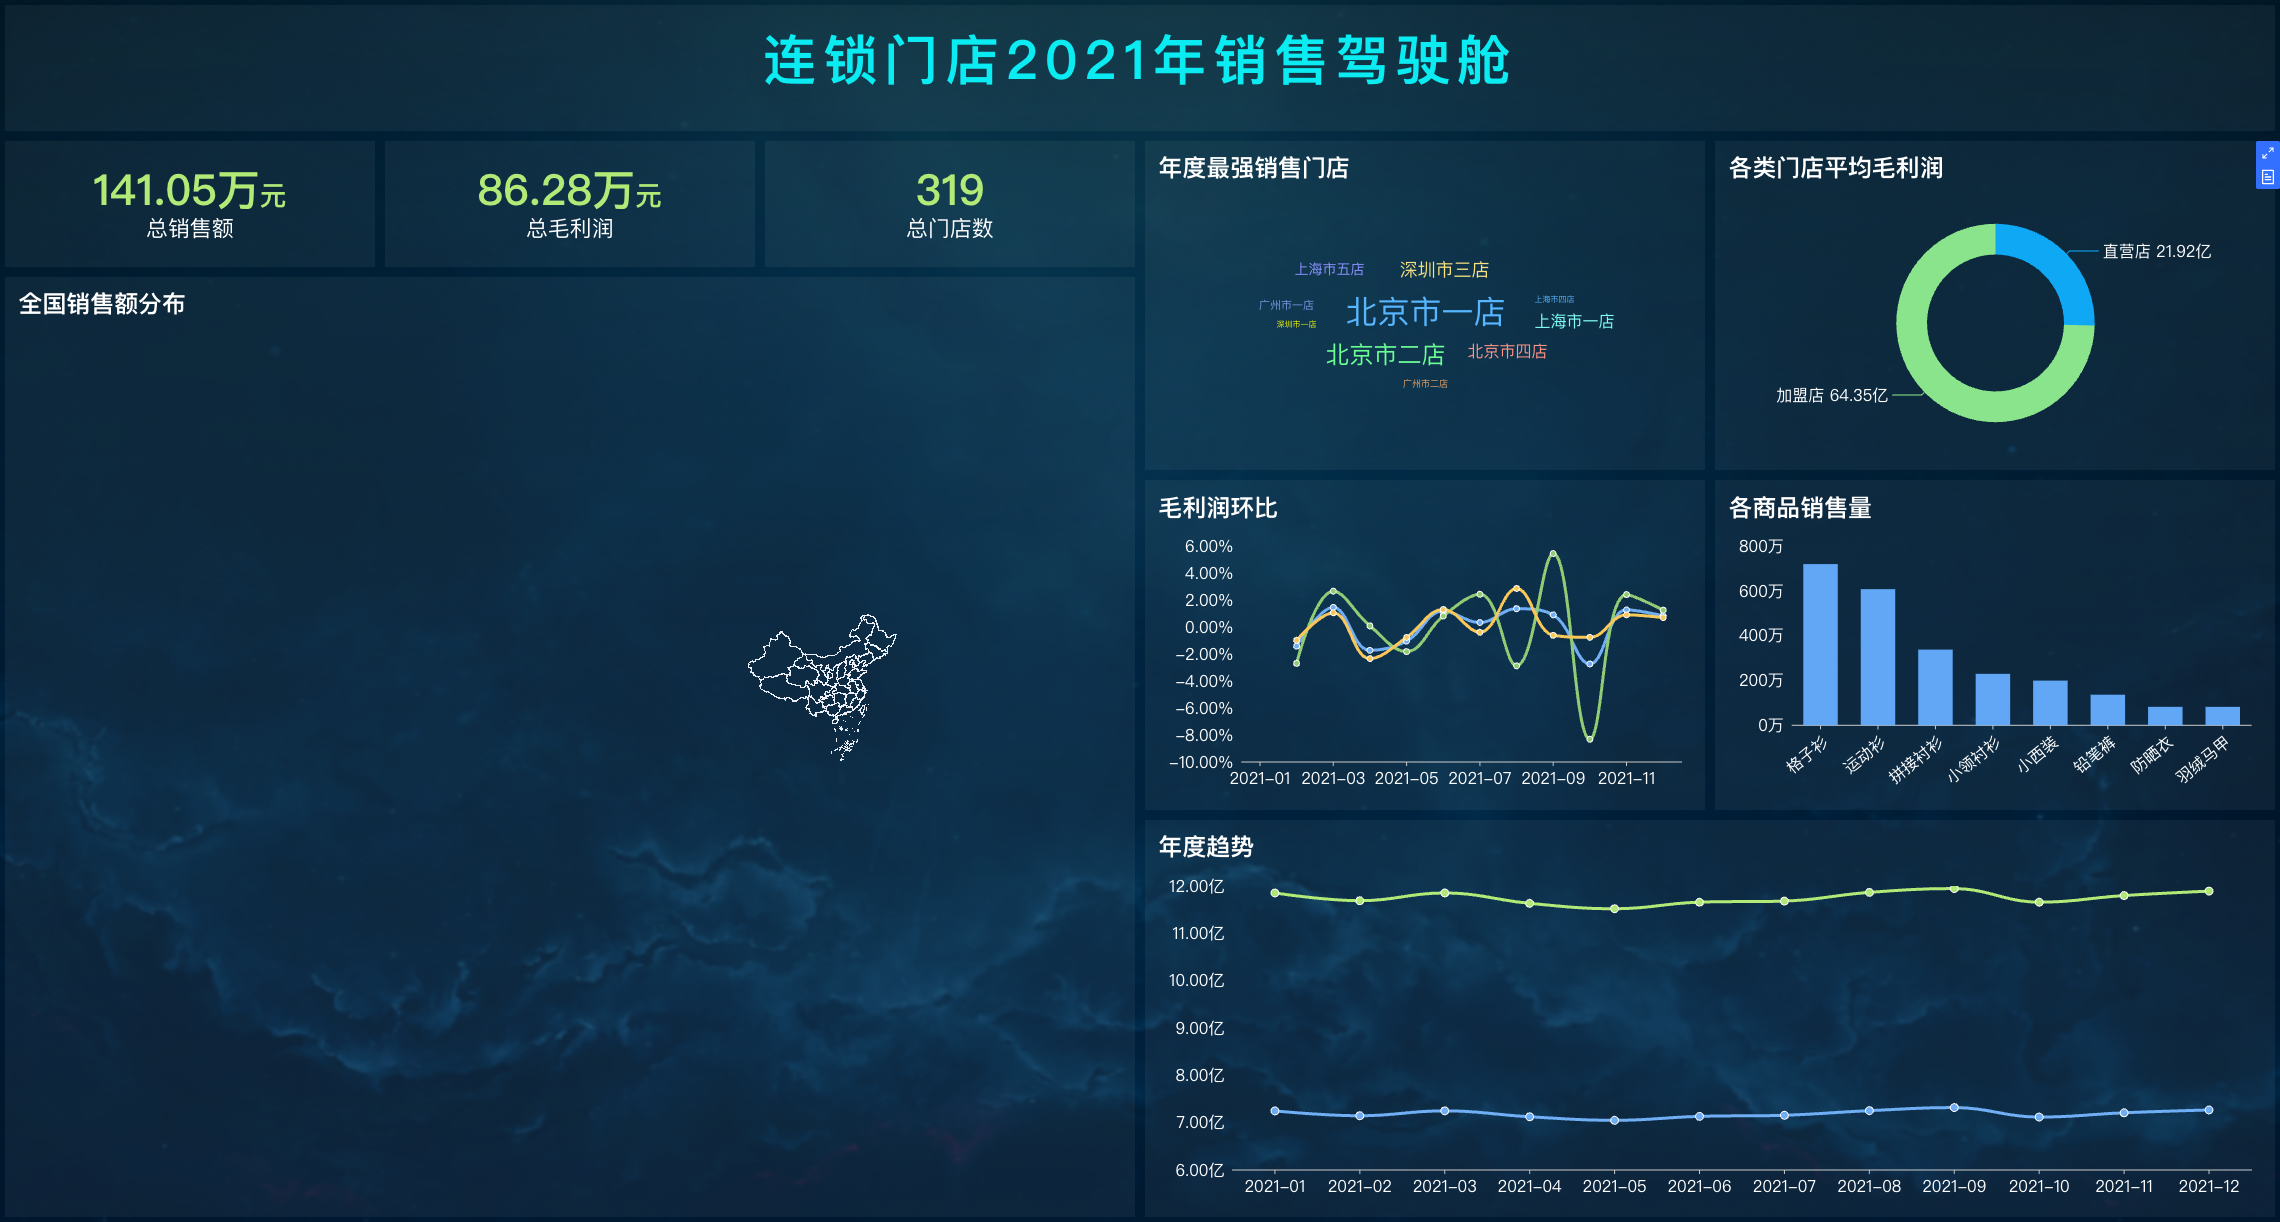 连锁门店2021年销售驾驶舱
141.05万元
总销售额
86.28万元
总毛利润
319
总门店数
全国销售额分布
年度最强销售门店
上海市五店
深圳市三店
广州市一店
北京市一店
上海市四店
深圳市一店
上海市一店
北京市二店
北京市四店
广州市二店
各类门店平均毛利润
直营店 21.92亿
加盟店 64.35亿
毛利润环比
6.00%
4.00%
2.00%
0.00%
-2.00%
-4.00%
-6.00%
-8.00%
-10.00%
2021-01 2021-03 2021-05 2021-07 2021-09 2021-11
各商品销售量
800万
600万
400万
200万
0万
格子衫 运动衫 拼接衬衫 小领衬衫 小西装 铅笔裤 防晒衣 羽绒马甲
年度趋势
12.00亿
11.00亿
10.00亿
9.00亿
8.00亿
7.00亿
6.00亿
2021-01 2021-02 2021-03 2021-04 2021-05 2021-06 2021-07 2021-08 2021-09 2021-10 2021-11 2021-12